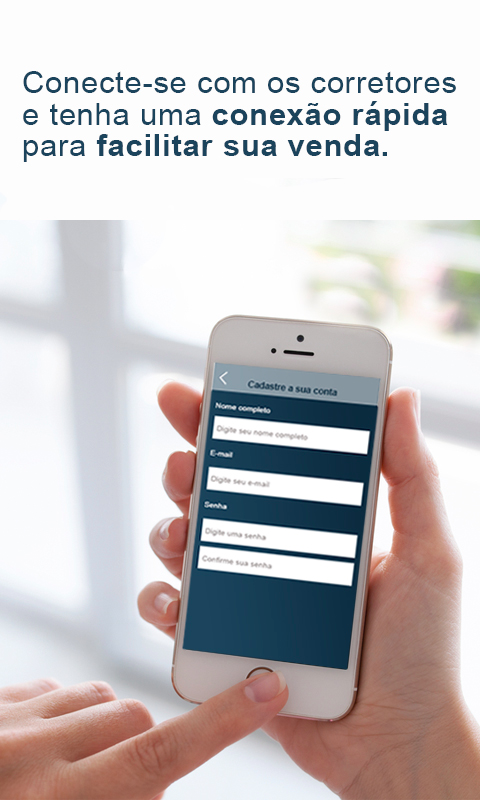 Conecte-se com os corretores
e tenha uma conexão rápida
para facilitar sua venda.
Cadastre a sua conta
Nome completo
Digite seu nome completo
E-mail
Digite seu e-mail
Senha
Digite uma senha
Confirme sua senha